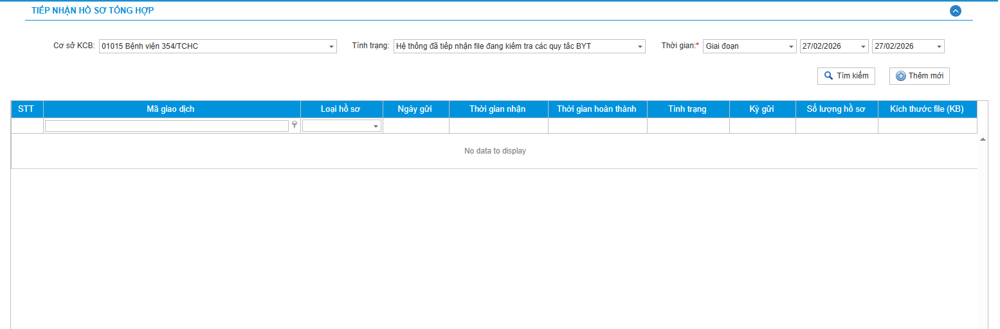 TIẾP NHẬN HỒ SƠ TỔNG HỢP
Cơ sở KCB: 01015 Bệnh viện 354/TCHC Tình trạng: Hệ thống đã tiếp nhận file đang kiểm tra các quy tắc BYT Thời gian:* Giai đoạn 27/02/2026 27/02/2026
Tìm kiếm Thêm mới
STT Mã giao dịch Loại hồ sơ Ngày gửi Thời gian nhận Thời gian hoàn thành Tình trạng Kỳ gửi Số lượng hồ sơ Kích thước file (KB)
No data to display